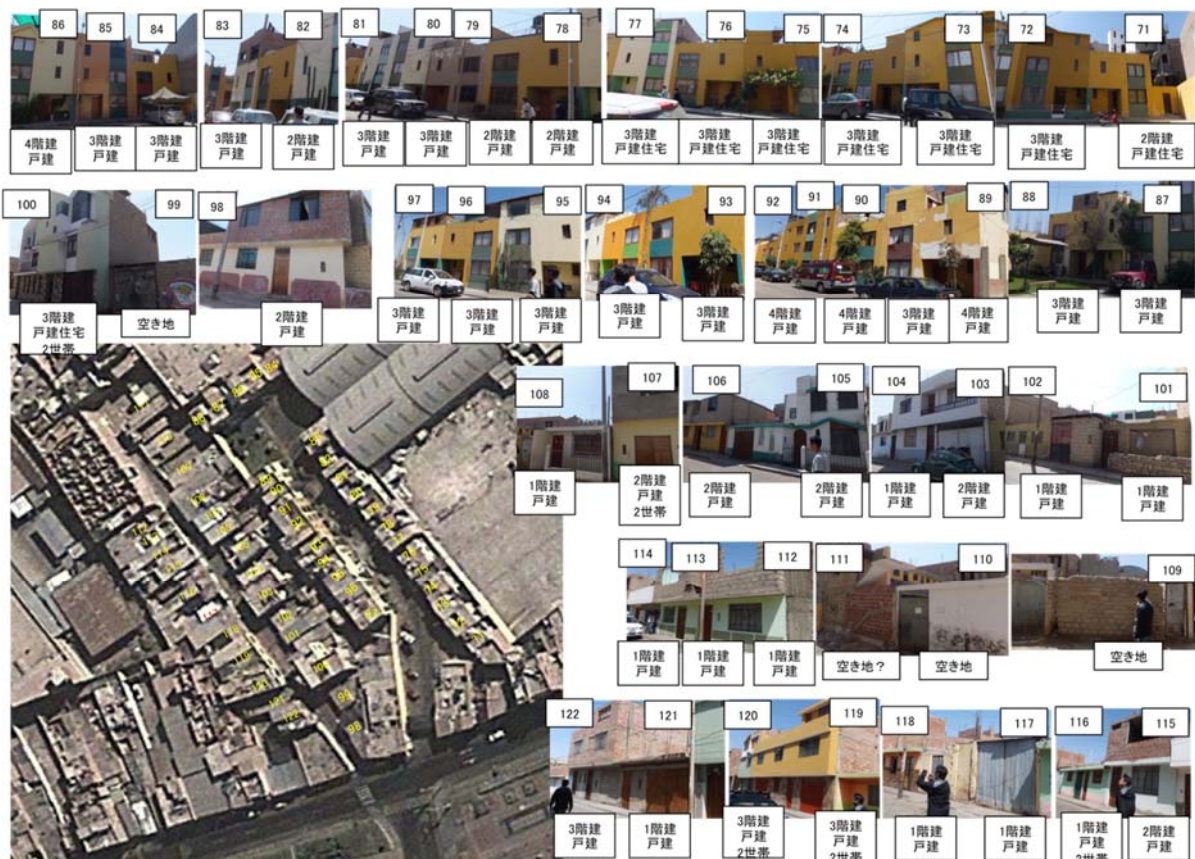 86 85 84 83 82 81 80 79 78 77 76 75 74 73 72 71
4階建 3階建 3階建 3階建 2階建 3階建 3階建 2階建 2階建 3階建 3階建 3階建 3階建 3階建 3階建 2階建
戸建 戸建 戸建 戸建 戸建 戸建 戸建 戸建 戸建 戸建住宅 戸建住宅 戸建住宅 戸建住宅 戸建住宅 戸建住宅 戸建住宅
100 99 98 97 96 95 94 93 92 91 90 89 88 87
3階建 空き地 2階建 3階建 3階建 3階建 3階建 3階建 4階建 4階建 3階建 4階建 3階建 3階建
戸建住宅 戸建 戸建 戸建 戸建 戸建 戸建 戸建 戸建 戸建 戸建 戸建 戸建
2世帯
108 107 106 105 104 103 102 101
1階建 2階建 2階建 2階建 1階建 2階建 1階建 1階建
戸建 戸建 戸建 戸建 戸建 戸建 戸建 戸建
2世帯
114 113 112 111 110 109
1階建 1階建 1階建 空き地? 空き地 空き地
戸建 戸建 戸建
122 121 120 119 118 117 116 115
3階建 1階建 3階建 3階建 1階建 1階建 1階建 2階建
戸建 戸建 戸建 戸建 戸建 戸建 戸建 戸建
2世帯 2世帯 2世帯
90
91
92
101
99
98